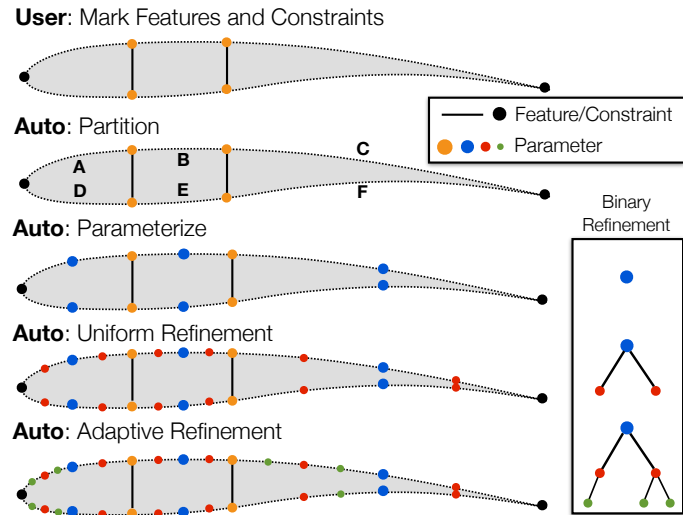 User: Mark Features and Constraints
Auto: Partition
A
B
C
D
E
F
Feature/Constraint
Parameter
Auto: Parameterize
Binary
Refinement
Auto: Uniform Refinement
Auto: Adaptive Refinement